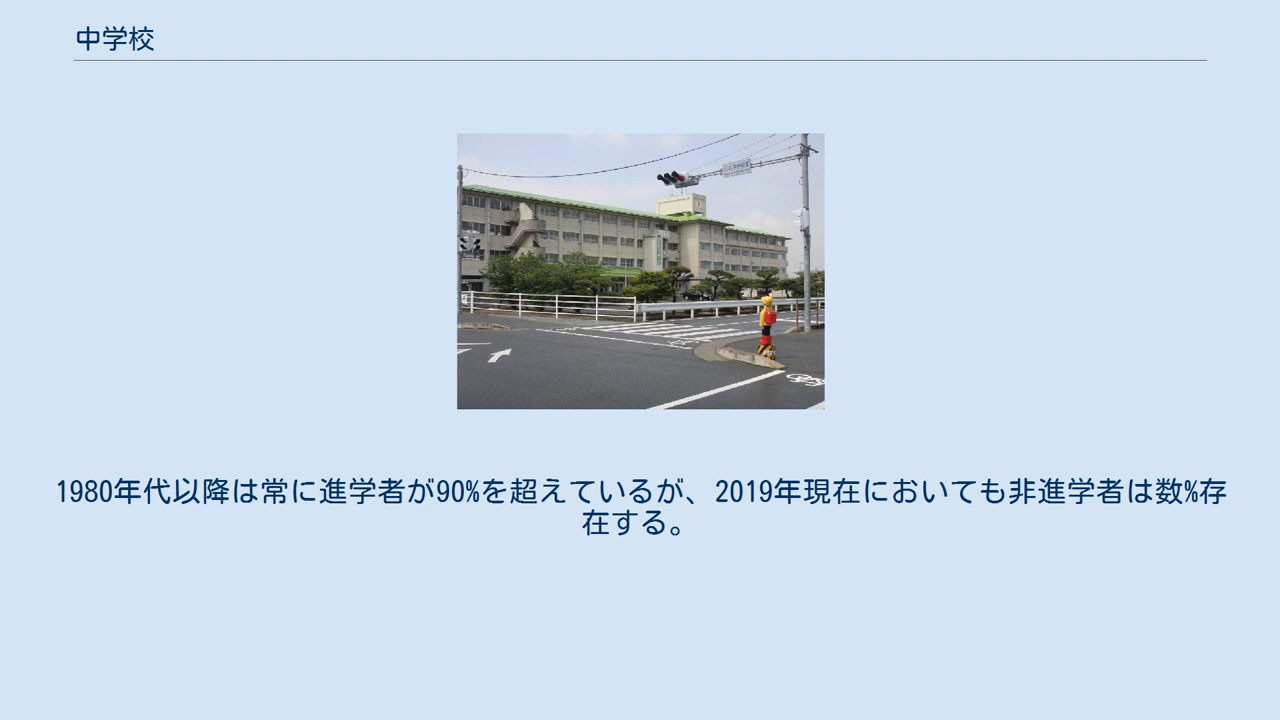 中学校
1980年代以降は常に進学者が90%を超えているが、2019年現在においても非進学者は数%存
在する。